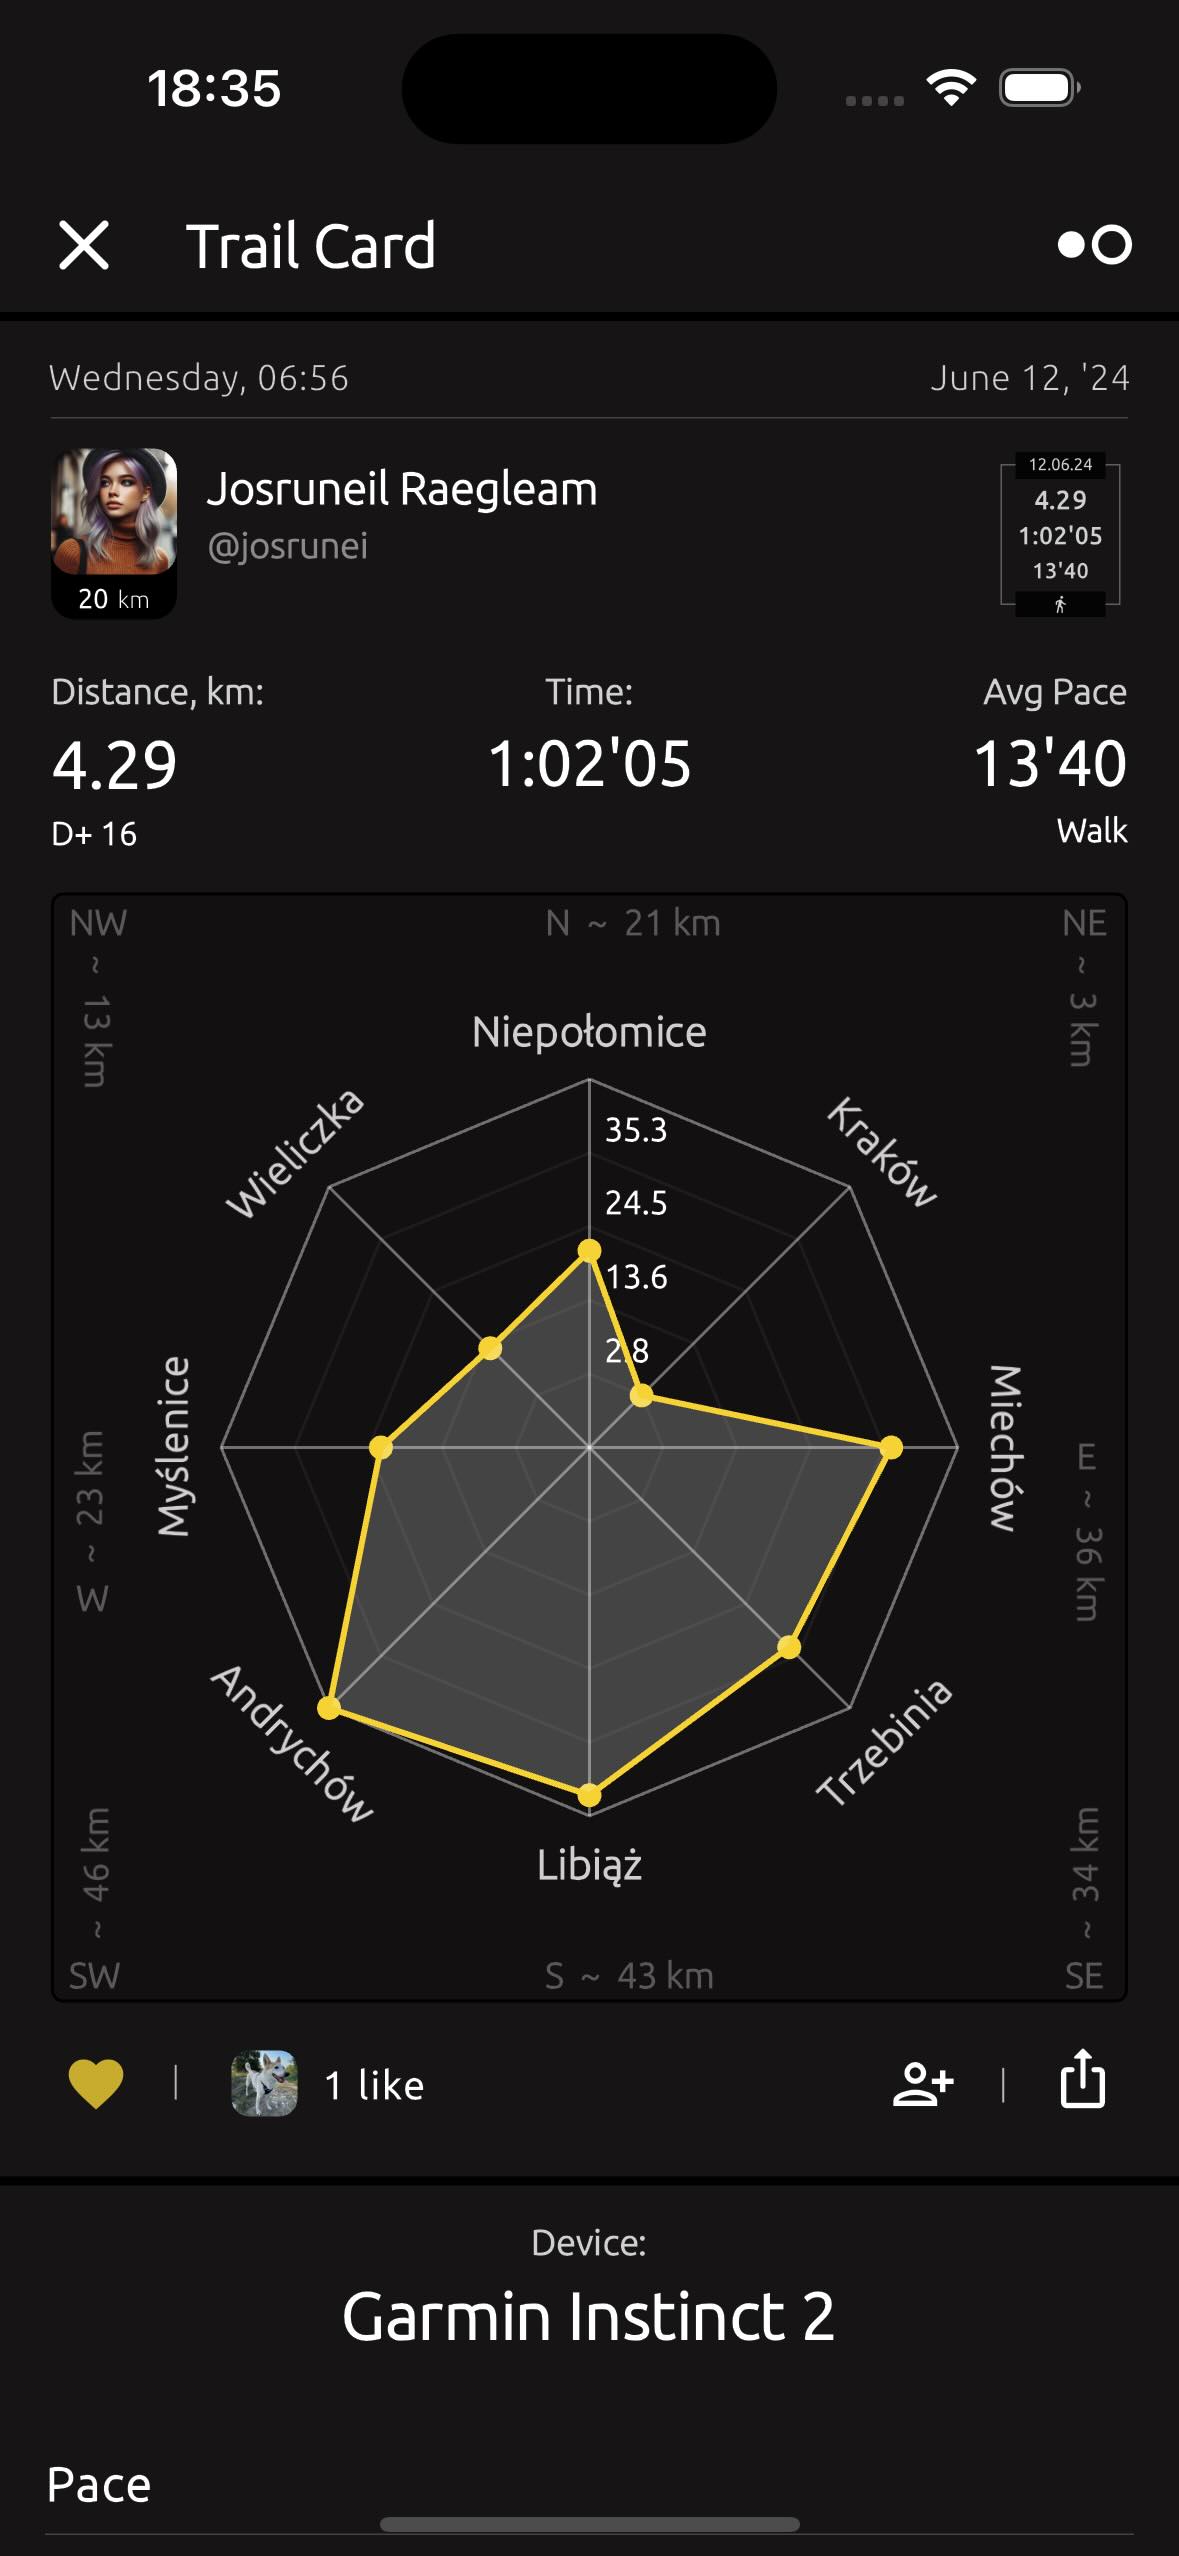 18:35
Trail Card
Wednesday, 06:56
June 12, '24
Josruneil Raegleam
@josrunei
20 km
12.06.24
4.29
1:02'05
13'40
Distance, km:
4.29
D+ 16
Time:
1:02'05
Avg Pace
13'40
Walk
NW ~ 13 km
N ~ 21 km
NE ~ 3 km
Niepołomice
Wieliczka
Kraków
35.3
24.5
13.6
2.8
Myślenice
Miechów
W ~ 23 km
E ~ 36 km
Andrychów
Trzebinia
Libiąż
SW ~ 46 km
S ~ 43 km
SE ~ 34 km
1 like
Device:
Garmin Instinct 2
Pace